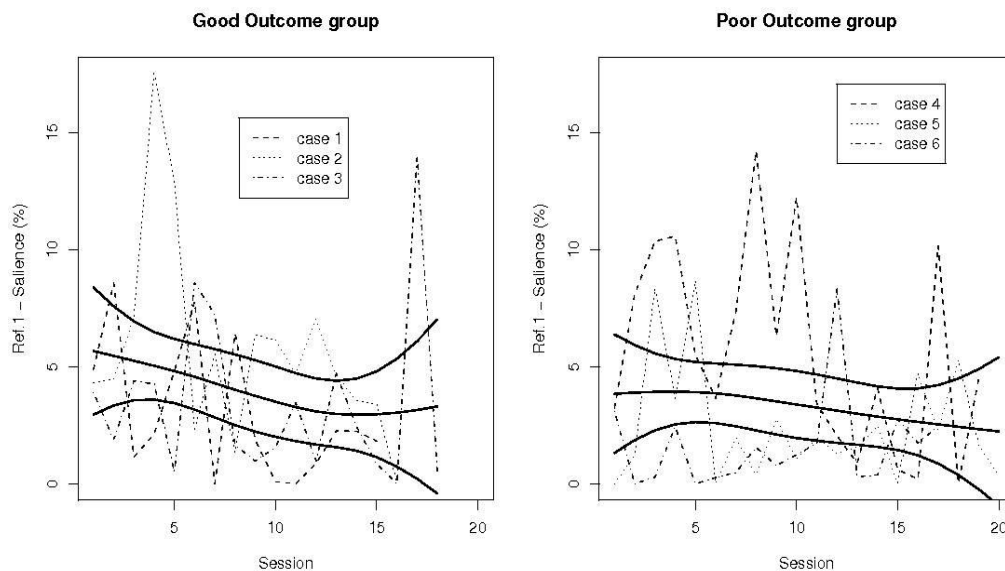 Good Outcome group
Ref.1 – Salience (%)
15
10
5
0
case 1
case 2
case 3
5
10
15
20
Session
Poor Outcome group
Ref.1 – Salience (%)
15
10
5
0
case 4
case 5
case 6
5
10
15
20
Session